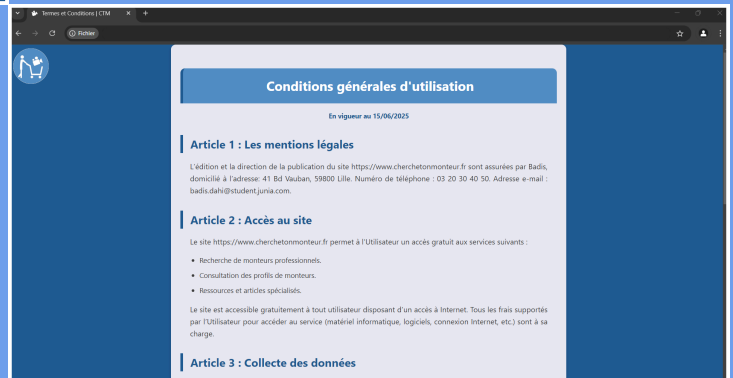 Termes et Conditions | CTM
Fichier
Conditions générales d'utilisation
En vigueur au 15/06/2025
Article 1 : Les mentions légales
L'édition et la direction de la publication du site https://www.cherchetonmonteur.fr sont assurées par Badis,
domicilié à l'adresse: 41 Bd Vauban, 59800 Lille. Numéro de téléphone : 03 20 30 40 50. Adresse e-mail :
badis.dahi@student.junia.com.
Article 2 : Accès au site
Le site https://www.cherchetonmonteur.fr permet à l'Utilisateur un accès gratuit aux services suivants :
• Recherche de monteurs professionnels.
• Consultation des profils de monteurs.
• Ressources et articles spécialisés.
Le site est accessible gratuitement à tout utilisateur disposant d'un accès à Internet. Tous les frais supportés
par l'Utilisateur pour accéder au service (matériel informatique, logiciels, connexion Internet, etc.) sont à sa
charge.
Article 3 : Collecte des données